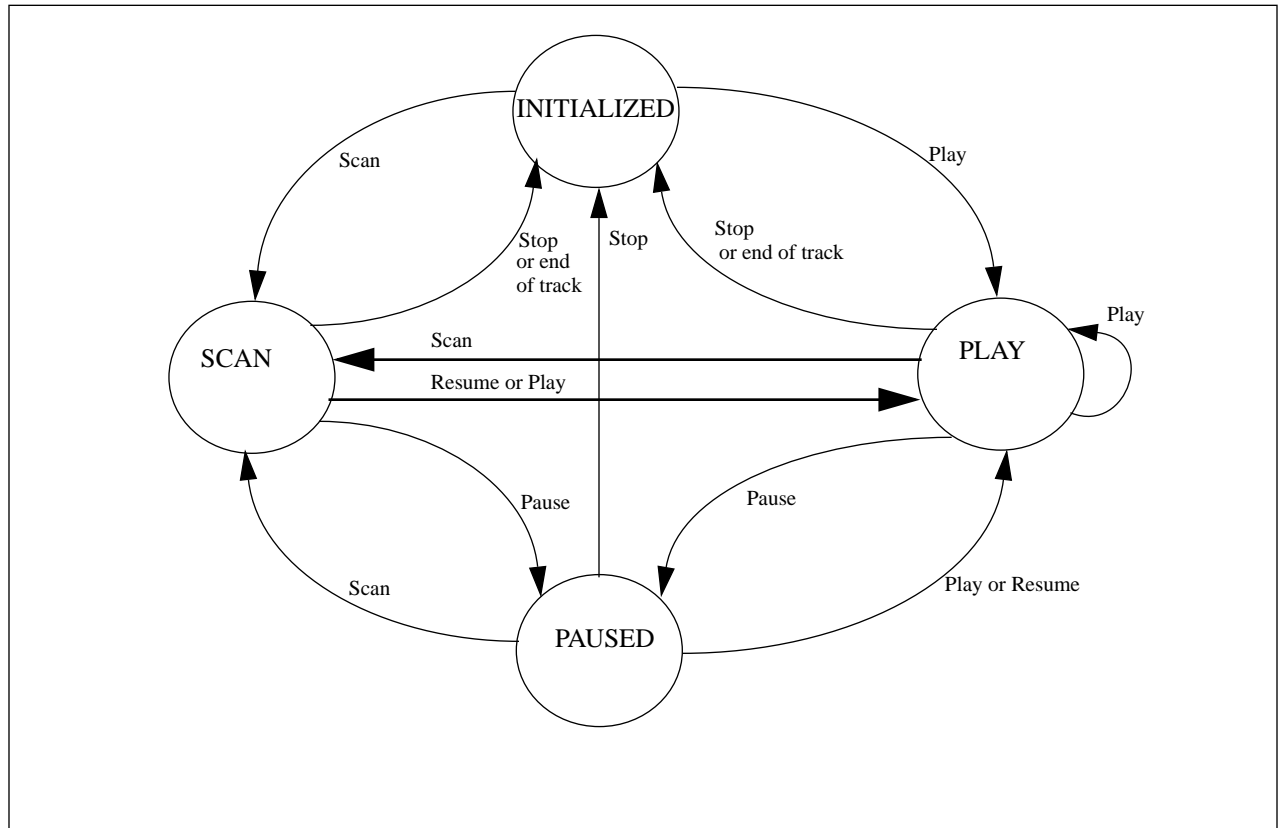 INITIALIZED
Scan
Play
Stop
or end
of track
Stop
Stop
or end of track
SCAN
Scan
Resume or Play
PLAY
Play
Pause
Pause
Scan
Play or Resume
PAUSED